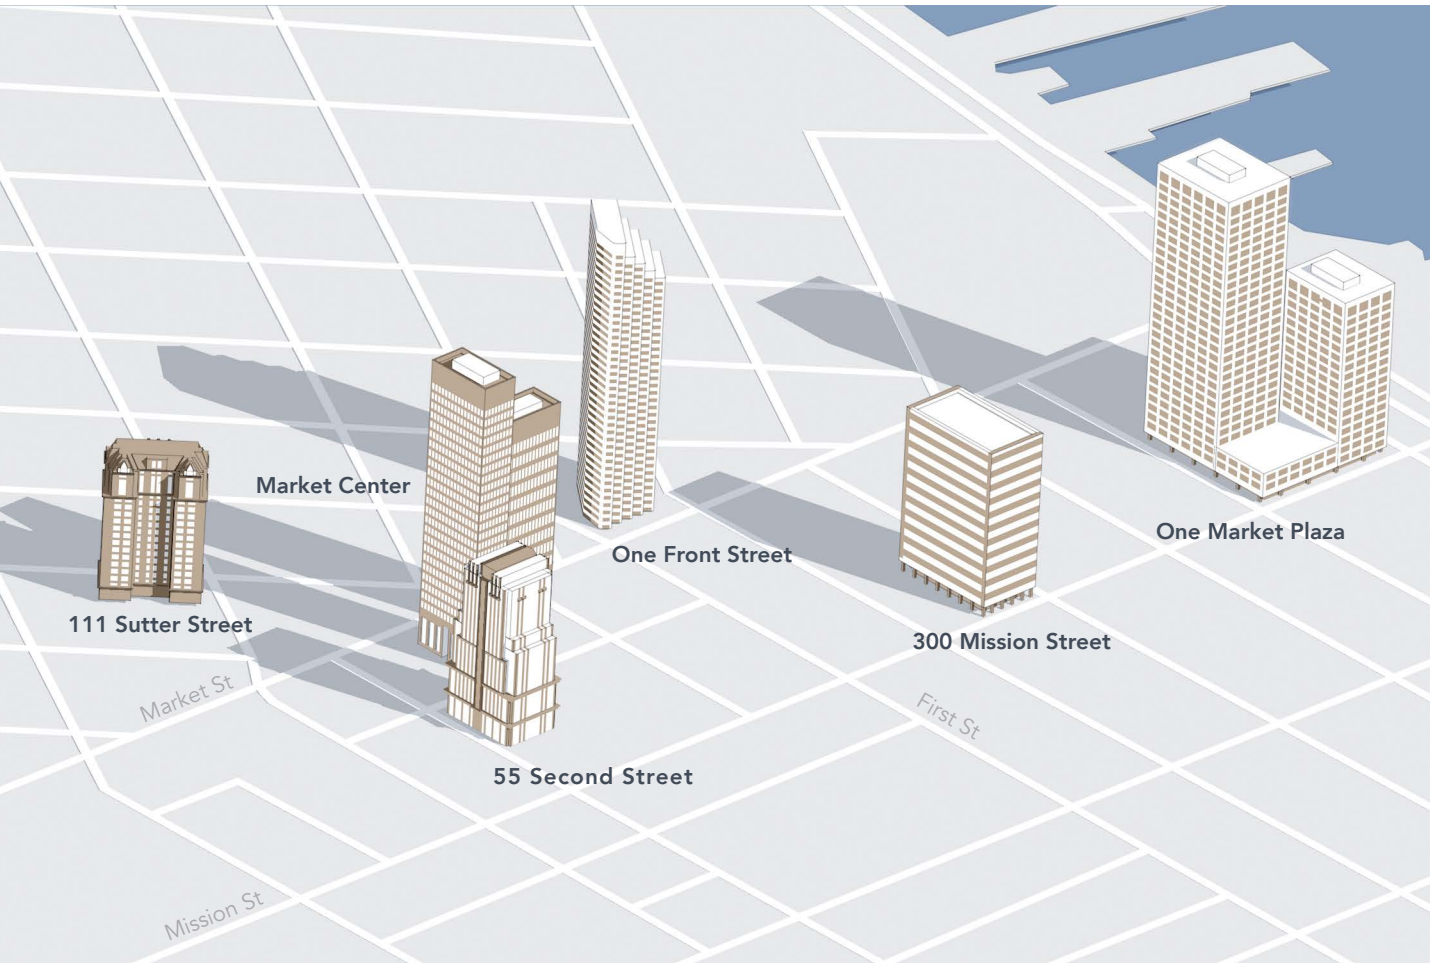 Market Center
One Market Plaza
One Front Street
111 Sutter Street
300 Mission Street
Market St
First St
55 Second Street
Mission St